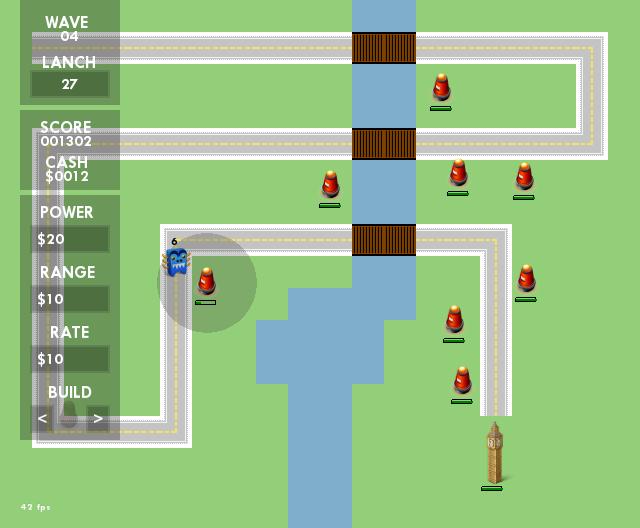 WAVE
04
LANCH
27
SCORE
001302
CASH
$0012
POWER
$20
RANGE
$10
RATE
$10
BUILD
< >
6
42 fps